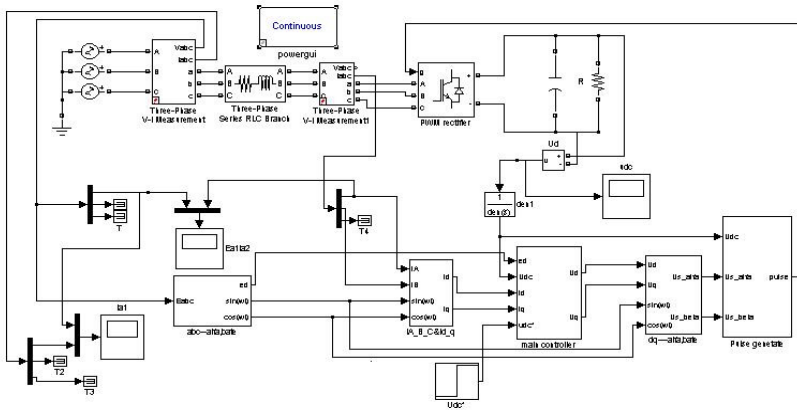 Continuous
powergui
Vabc
Iabc
A
B
C
a
b
c
Three-Phase
V-I Measurement
A
B
C
A
B
C
Three-Phase
Series RLC Branch
A
B
C
Vabc
Iabc
a
b
c
Three-Phase
V-I Measurement1
g
A
B
C
+
-
PWM rectifier
R
Ud
+
-
u
udc
1
den(s)
den1
T
T4
Ea1Ia2
Eabc
ed
sin(wt)
cos(wt)
abc--alfa,bate
Ia1
T2
T3
IA
IB
sin(wt)
cos(wt)
Id
Iq
IA_B_C&Id_q
ed
Udc
id
iq
udc*
Ud
Uq
main controller
Udc*
Ud
Uq
sin(wt)
cos(wt)
Us_alfa
Us_beta
dq---alfa,bate
Udc
Us_alfa
Us_beta
pulse
Pulse genetate